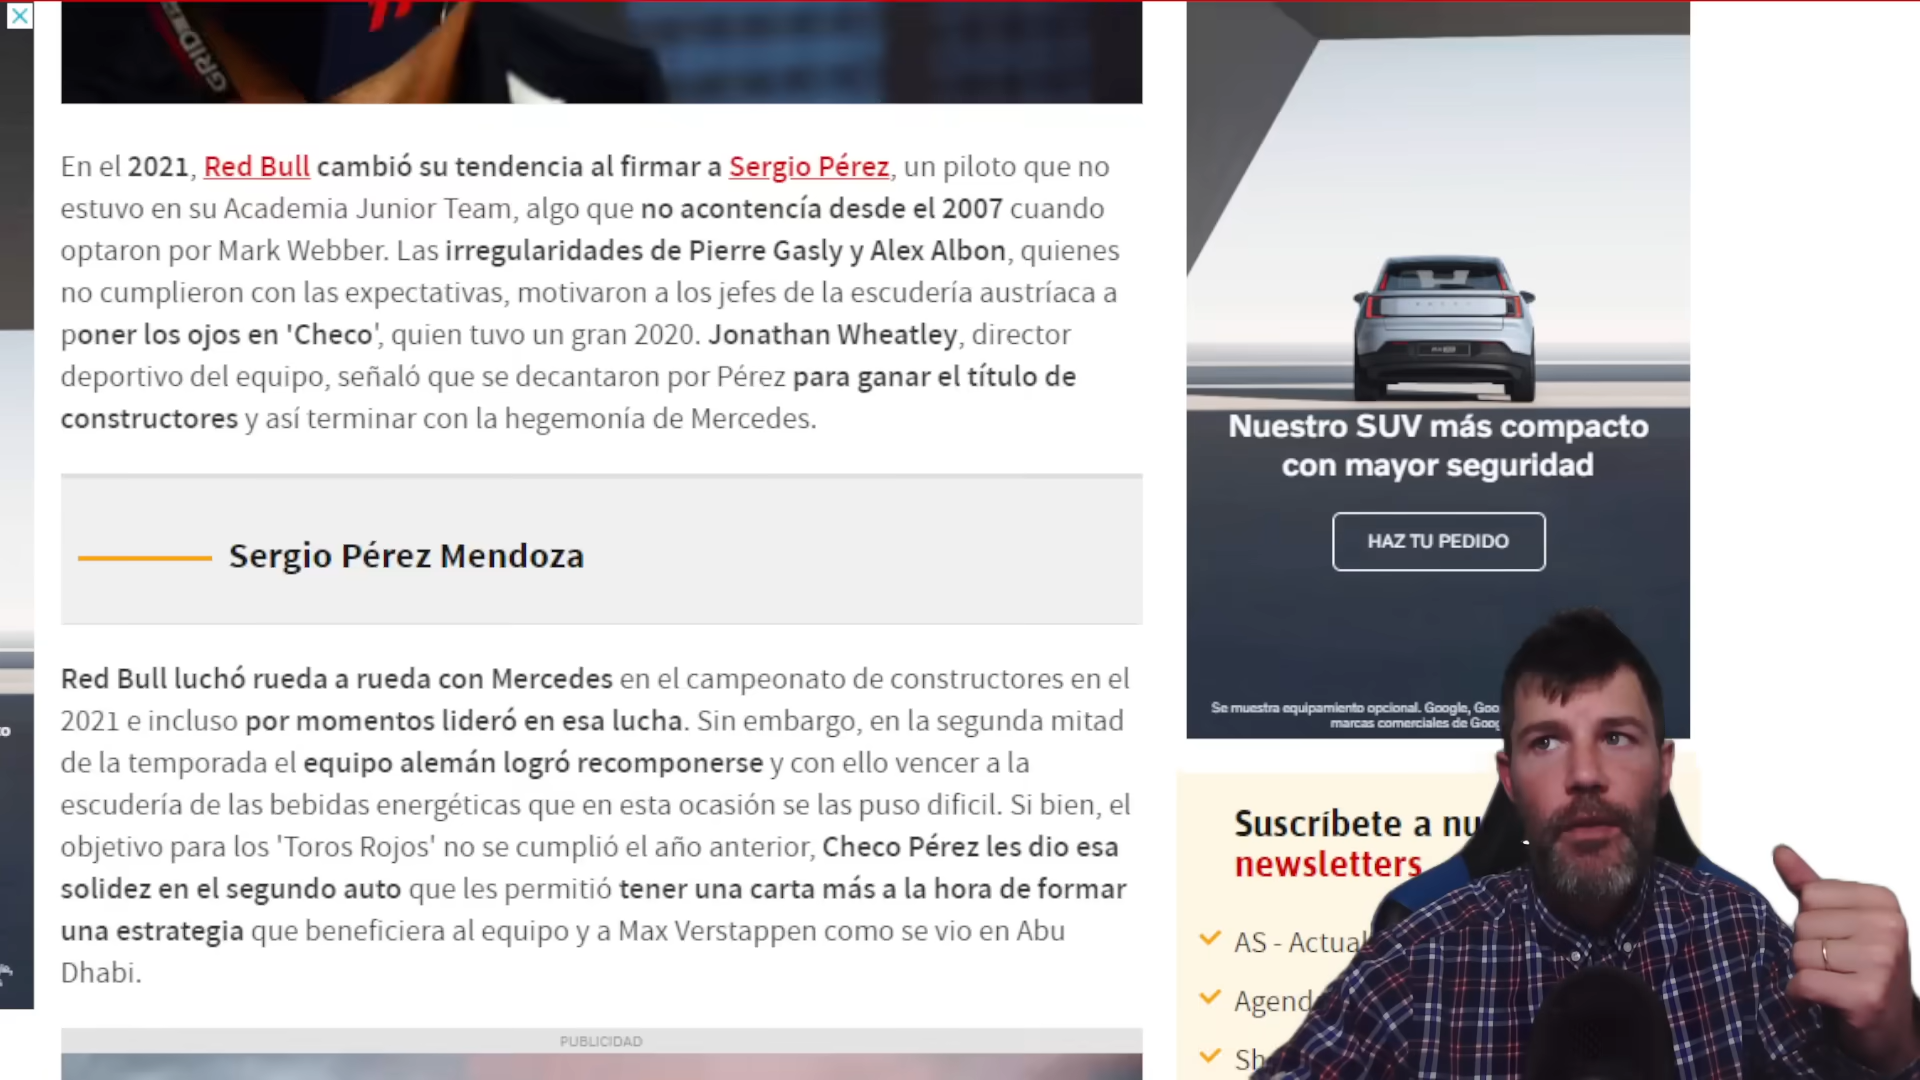 GRID
En el 2021, Red Bull cambió su tendencia al firmar a Sergio Pérez, un piloto que no
estuvo en su Academia Junior Team, algo que no acontencía desde el 2007 cuando
optaron por Mark Webber. Las irregularidades de Pierre Gasly y Alex Albon, quienes
no cumplieron con las expectativas, motivaron a los jefes de la escudería austríaca a
poner los ojos en 'Checo', quien tuvo un gran 2020. Jonathan Wheatley, director
deportivo del equipo, señaló que se decantaron por Pérez para ganar el título de
constructores y así terminar con la hegemonía de Mercedes.
Sergio Pérez Mendoza
Red Bull luchó rueda a rueda con Mercedes en el campeonato de constructores en el
2021 e incluso por momentos lideró en esa lucha. Sin embargo, en la segunda mitad
de la temporada el equipo alemán logró recomponerse y con ello vencer a la
escudería de las bebidas energéticas que en esta ocasión se las puso dificil. Si bien, el
objetivo para los 'Toros Rojos' no se cumplió el año anterior, Checo Pérez les dio esa
solidez en el segundo auto que les permitió tener una carta más a la hora de formar
una estrategia que beneficiera al equipo y a Max Verstappen como se vio en Abu
Dhabi.
PUBLICIDAD
Nuestro SUV más compacto
con mayor seguridad
HAZ TU PEDIDO
Se muestra equipamiento opcional. Google, Goo
marcas comerciales de Goog
Suscríbete a nu
newsletters
AS - Actual
Agend
Sh